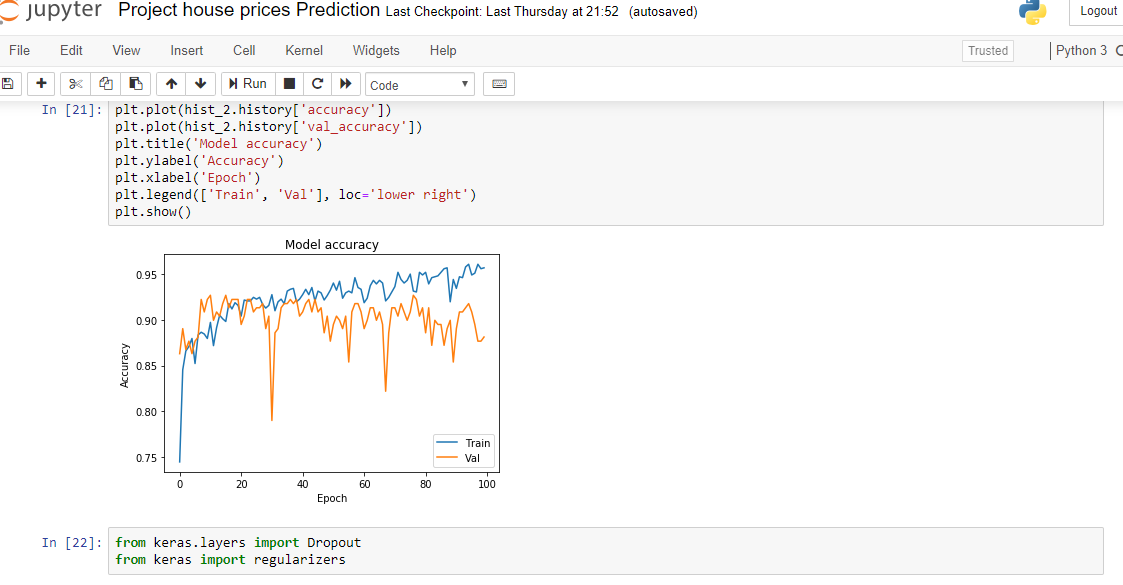 jupyter Project house prices Prediction Last Checkpoint: Last Thursday at 21:52 (autosaved)
Logout
File Edit View Insert Cell Kernel Widgets Help
Trusted Python 3
Run Code
In [21]: plt.plot(hist_2.history['accuracy'])
plt.plot(hist_2.history['val_accuracy'])
plt.title('Model accuracy')
plt.ylabel('Accuracy')
plt.xlabel('Epoch')
plt.legend(['Train', 'Val'], loc='lower right')
plt.show()
Model accuracy
0.95
0.90
0.85
0.80
0.75
Accuracy
Train
Val
0 20 40 60 80 100
Epoch
In [22]: from keras.layers import Dropout
from keras import regularizers